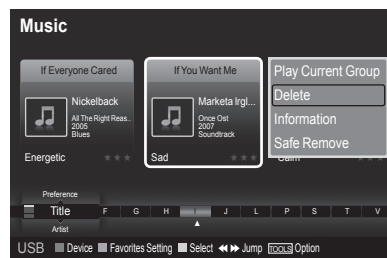 Music
If Everyone Cared
Nickelback
All The Right Reas..
2005
Blues
Energetic
If You Want Me
Marketa Irgl...
Once Ost
2007
Soundtrack
Sad
Play Current Group
Delete
Information
Safe Remove
Calm
Preference
Title F G H I J L P S T V
Artist
USB Device Favorites Setting Select Jump TOOLS Option